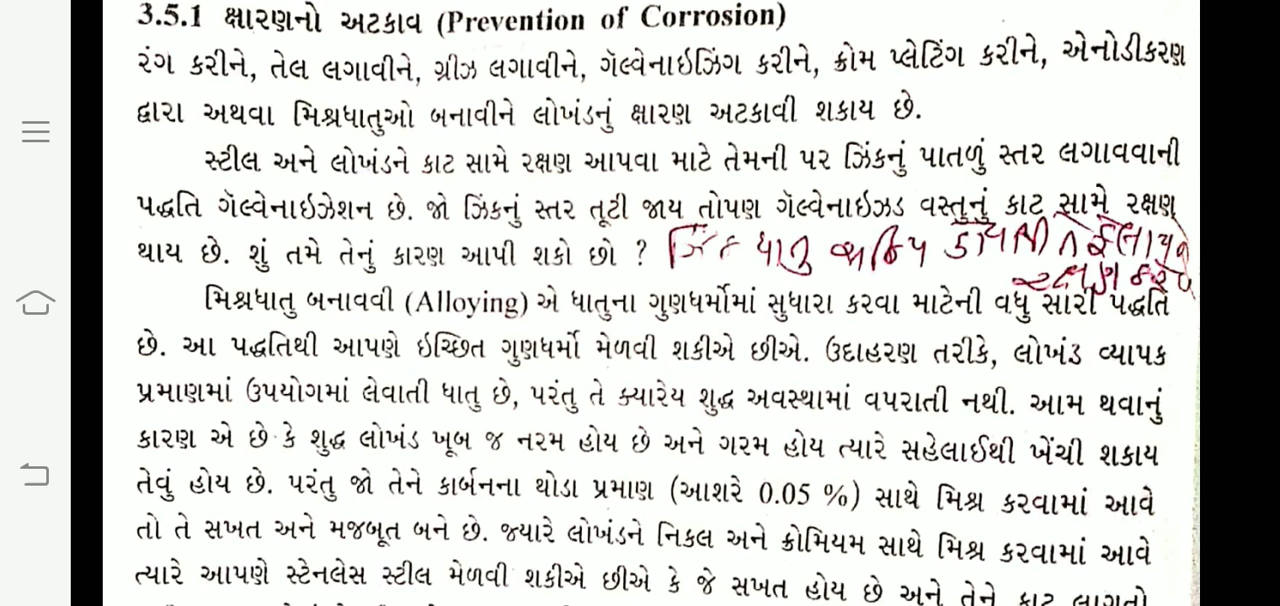 3.5.1 ક્ષારણનો અટકાવ (Prevention of Corrosion)
રંગ કરીને, તેલ લગાવીને, ગ્રીઝ લગાવીને, ગૅલ્વેનાઇઝિંગ કરીને, ક્રોમ પ્લેટિંગ કરીને, એનોડીકરણ
દ્વારા અથવા મિશ્રધાતુઓ બનાવીને લોખંડનું ક્ષારણ અટકાવી શકાય છે.
સ્ટીલ અને લોખંડને કાટ સામે રક્ષણ આપવા માટે તેમની પર ઝિંકનું પાતળું સ્તર લગાવવાની
પદ્ધતિ ગૅલ્વેનાઇઝેશન છે. જો ઝિંકનું સ્તર તૂટી જાય તોપણ ગૅલ્વેનાઇઝડ વસ્તુનું કાટ સામે રક્ષણ
થાય છે. શું તમે તેનું કારણ આપી શકો છો ? ઝિંક ધાતુ
મિશ્રધાતુ બનાવવી (Alloying) એ ધાતુના ગુણધર્મોમાં સુધારા કરવા માટેની વધુ સારી પદ્ધતિ
છે. આ પદ્ધતિથી આપણે ઇચ્છિત ગુણધર્મો મેળવી શકીએ છીએ. ઉદાહરણ તરીકે, લોખંડ વ્યાપક
પ્રમાણમાં ઉપયોગમાં લેવાતી ધાતુ છે, પરંતુ તે ક્યારેય શુદ્ધ અવસ્થામાં વપરાતી નથી. આમ થવાનું
કારણ એ છે કે શુદ્ધ લોખંડ ખૂબ જ નરમ હોય છે અને ગરમ હોય ત્યારે સહેલાઈથી ખેંચી શકાય
તેવું હોય છે. પરંતુ જો તેને કાર્બનના થોડા પ્રમાણ (આશરે 0.05 %) સાથે મિશ્ર કરવામાં આવે
તો તે સખત અને મજબૂત બને છે. જ્યારે લોખંડને નિકલ અને ક્રોમિયમ સાથે મિશ્ર કરવામાં આવે
ત્યારે આપણે સ્ટેનલેસ સ્ટીલ મેળવી શકીએ છીએ કે જે સખત હોય છે અને તેને કાટ લાગતો